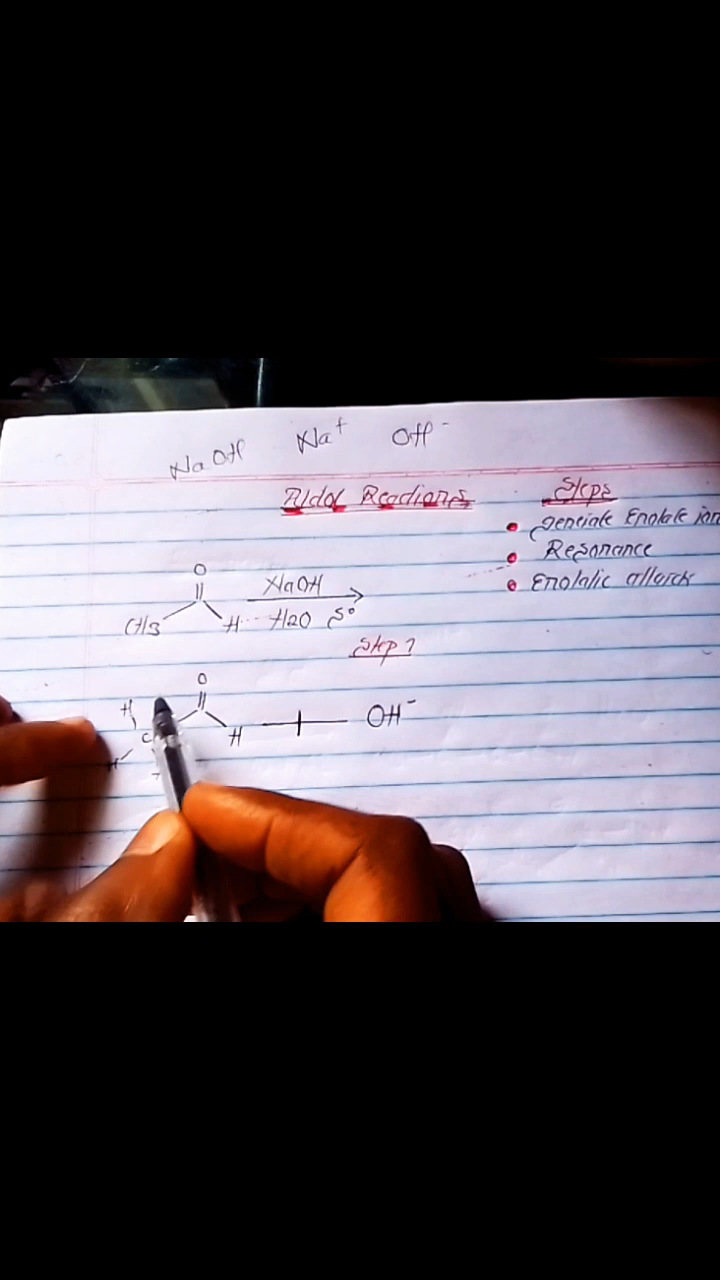 NaOH Na+ OH-
Aldol Reactions
Steps
generate Enolate ion
Resonance
Enolate attack
O
NaOH
CH3 H H2O 5°
Step 1
O
H
C H + OH-
H